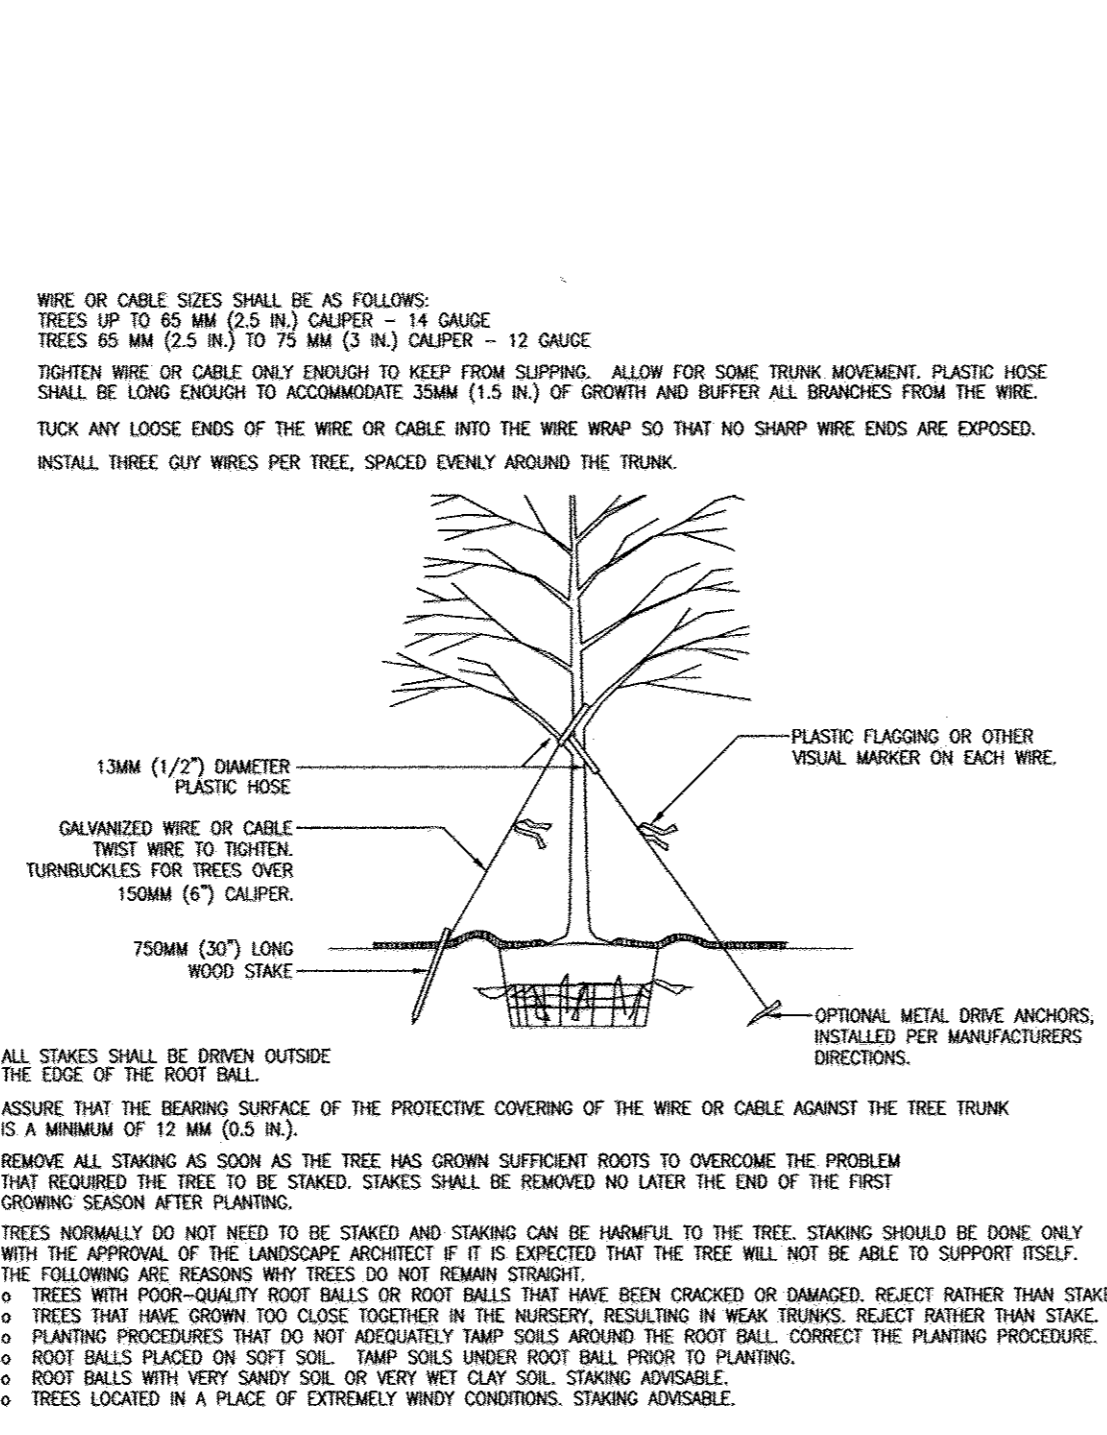 WIRE OR CABLE SIZES SHALL BE AS FOLLOWS:
TREES UP TO 65 MM (2.5 IN.) CALIPER – 14 GAUGE
TREES 65 MM (2.5 IN.) TO 75 MM (3 IN.) CALIPER – 12 GAUGE
TIGHTEN WIRE OR CABLE ONLY ENOUGH TO KEEP FROM SLIPPING. ALLOW FOR SOME TRUNK MOVEMENT. PLASTIC HOSE
SHALL BE LONG ENOUGH TO ACCOMMODATE 35MM (1.5 IN.) OF GROWTH AND BUFFER ALL BRANCHES FROM THE WIRE.
TUCK ANY LOOSE ENDS OF THE WIRE OR CABLE INTO THE WIRE WRAP SO THAT NO SHARP WIRE ENDS ARE EXPOSED.
INSTALL THREE GUY WIRES PER TREE, SPACED EVENLY AROUND THE TRUNK.
PLASTIC FLAGGING OR OTHER
VISUAL MARKER ON EACH WIRE.
13MM (1/2") DIAMETER
PLASTIC HOSE
GALVANIZED WIRE OR CABLE
TWIST WIRE TO TIGHTEN.
TURNBUCKLES FOR TREES OVER
150MM (6") CALIPER.
750MM (30") LONG
WOOD STAKE
OPTIONAL METAL DRIVE ANCHORS,
INSTALLED PER MANUFACTURERS
DIRECTIONS.
ALL STAKES SHALL BE DRIVEN OUTSIDE
THE EDGE OF THE ROOT BALL.
ASSURE THAT THE BEARING SURFACE OF THE PROTECTIVE COVERING OF THE WIRE OR CABLE AGAINST THE TREE TRUNK
IS A MINIMUM OF 12 MM (0.5 IN.).
REMOVE ALL STAKING AS SOON AS THE TREE HAS GROWN SUFFICIENT ROOTS TO OVERCOME THE PROBLEM
THAT REQUIRED THE TREE TO BE STAKED. STAKES SHALL BE REMOVED NO LATER THE END OF THE FIRST
GROWING SEASON AFTER PLANTING.
TREES NORMALLY DO NOT NEED TO BE STAKED AND STAKING CAN BE HARMFUL TO THE TREE. STAKING SHOULD BE DONE ONLY
WITH THE APPROVAL OF THE LANDSCAPE ARCHITECT IF IT IS EXPECTED THAT THE TREE WILL NOT BE ABLE TO SUPPORT ITSELF.
THE FOLLOWING ARE REASONS WHY TREES DO NOT REMAIN STRAIGHT.
o TREES WITH POOR-QUALITY ROOT BALLS OR ROOT BALLS THAT HAVE BEEN CRACKED OR DAMAGED. REJECT RATHER THAN STAKE
o TREES THAT HAVE GROWN TOO CLOSE TOGETHER IN THE NURSERY, RESULTING IN WEAK TRUNKS. REJECT RATHER THAN STAKE.
o PLANTING PROCEDURES THAT DO NOT ADEQUATELY TAMP SOILS AROUND THE ROOT BALL. CORRECT THE PLANTING PROCEDURE.
o ROOT BALLS PLACED ON SOFT SOIL. TAMP SOILS UNDER ROOT BALL PRIOR TO PLANTING.
o ROOT BALLS WITH VERY SANDY SOIL OR VERY WET CLAY SOIL. STAKING ADVISABLE.
o TREES LOCATED IN A PLACE OF EXTREMELY WINDY CONDITIONS. STAKING ADVISABLE.